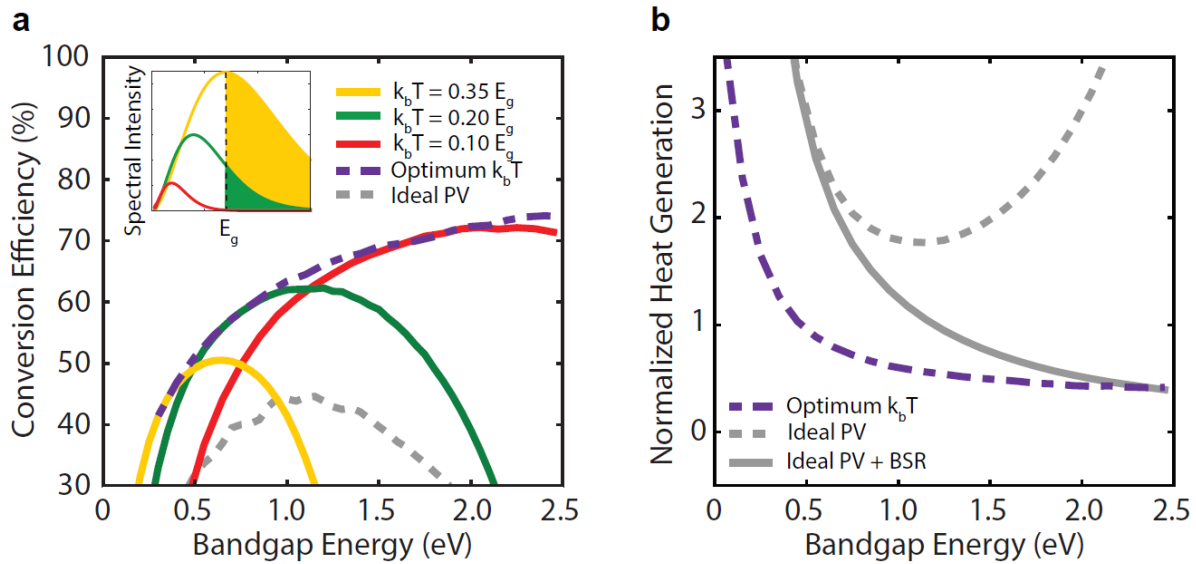 a
b
Conversion Efficiency (%)
100
90
80
70
60
50
40
30
0
0.5
1.0
1.5
2.0
2.5
Bandgap Energy (eV)
Spectral Intensity
E_g
k_bT = 0.35 E_g
k_bT = 0.20 E_g
k_bT = 0.10 E_g
Optimum k_bT
Ideal PV
Normalized Heat Generation
3
2
1
0
0
0.5
1.0
1.5
2.0
2.5
Bandgap Energy (eV)
Optimum k_bT
Ideal PV
Ideal PV + BSR